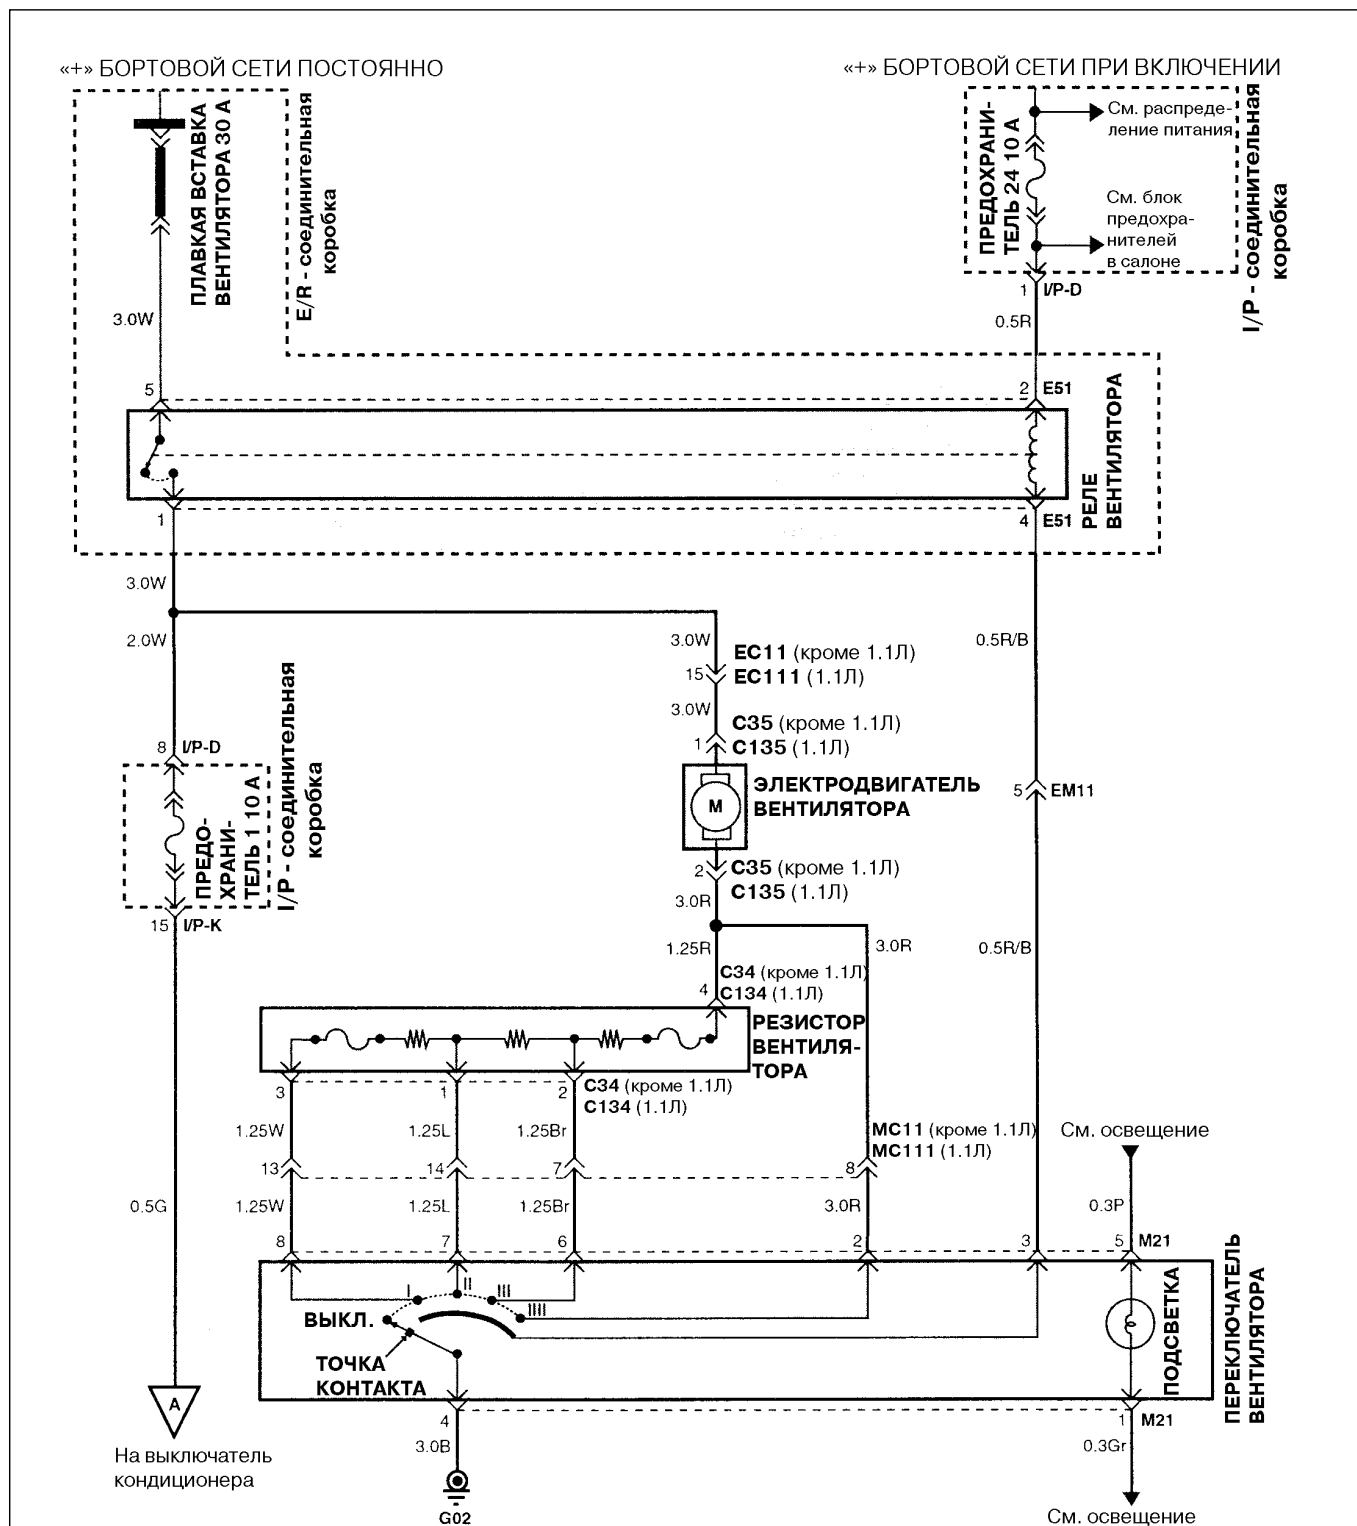 «+» БОРТОВОЙ СЕТИ ПОСТОЯННО
«+» БОРТОВОЙ СЕТИ ПРИ ВКЛЮЧЕНИИ
ПЛАВКАЯ ВСТАВКА
ВЕНТИЛЯТОРА 30 А
E/R - соединительная
коробка
ПРЕДОХРАНИ-
ТЕЛЬ 24 10 А
См. распреде-
ление питания
См. блок
предохра-
нителей
в салоне
I/P - соединительная
коробка
1 I/P-D
3.0W
0.5R
5
2 E51
РЕЛЕ
ВЕНТИЛЯТОРА
1
4 E51
3.0W
2.0W
3.0W
0.5R/B
EC11 (кроме 1.1Л)
15 EC111 (1.1Л)
3.0W
C35 (кроме 1.1Л)
1 C135 (1.1Л)
8 I/P-D
ПРЕДО-
ХРАНИ-
ТЕЛЬ 1 10 А
I/P - соединительная
коробка
15 I/P-K
M
ЭЛЕКТРОДВИГАТЕЛЬ
ВЕНТИЛЯТОРА
5 EM11
2 C35 (кроме 1.1Л)
C135 (1.1Л)
3.0R
1.25R
3.0R
0.5R/B
C34 (кроме 1.1Л)
4 C134 (1.1Л)
РЕЗИСТОР
ВЕНТИЛЯ-
ТОРА
3
1
2
C34 (кроме 1.1Л)
C134 (1.1Л)
1.25W
1.25L
1.25Br
MC11 (кроме 1.1Л)
MC111 (1.1Л)
См. освещение
13
14
7
8
0.5G
1.25W
1.25L
1.25Br
3.0R
0.3P
8
7
6
2
3
5 M21
I
II
III
IIII
ВЫКЛ.
ТОЧКА
КОНТАКТА
ПОДСВЕТКА
ПЕРЕКЛЮЧАТЕЛЬ
ВЕНТИЛЯТОРА
A
4
1 M21
3.0B
0.3Gr
На выключатель
кондиционера
G02
См. освещение